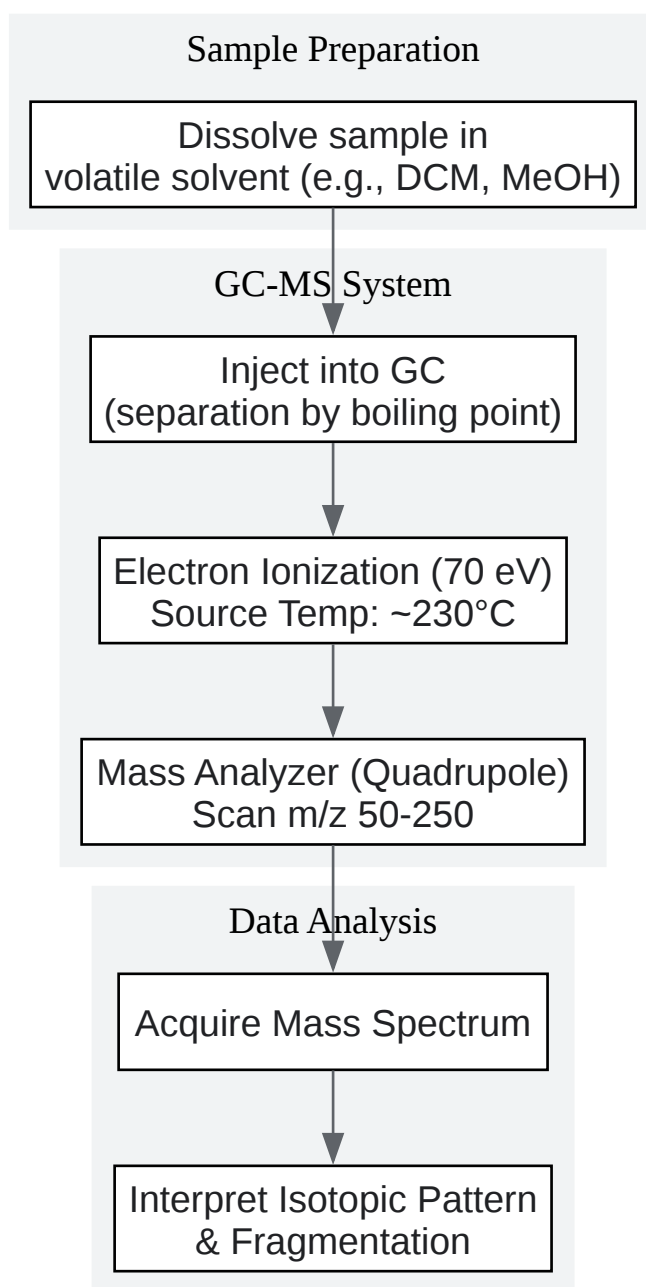 Sample Preparation
Dissolve sample in
volatile solvent (e.g., DCM, MeOH)
GC-MS System
Inject into GC
(separation by boiling point)
Electron Ionization (70 eV)
Source Temp: ~230°C
Mass Analyzer (Quadrupole)
Scan m/z 50-250
Data Analysis
Acquire Mass Spectrum
Interpret Isotopic Pattern
& Fragmentation